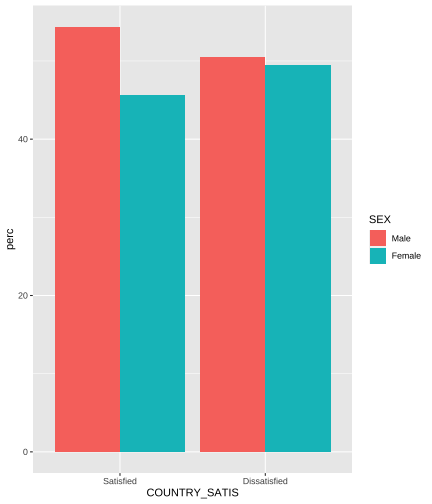 40
20
0
perc
Satisfied
Dissatisfied
COUNTRY_SATIS
SEX
Male
Female